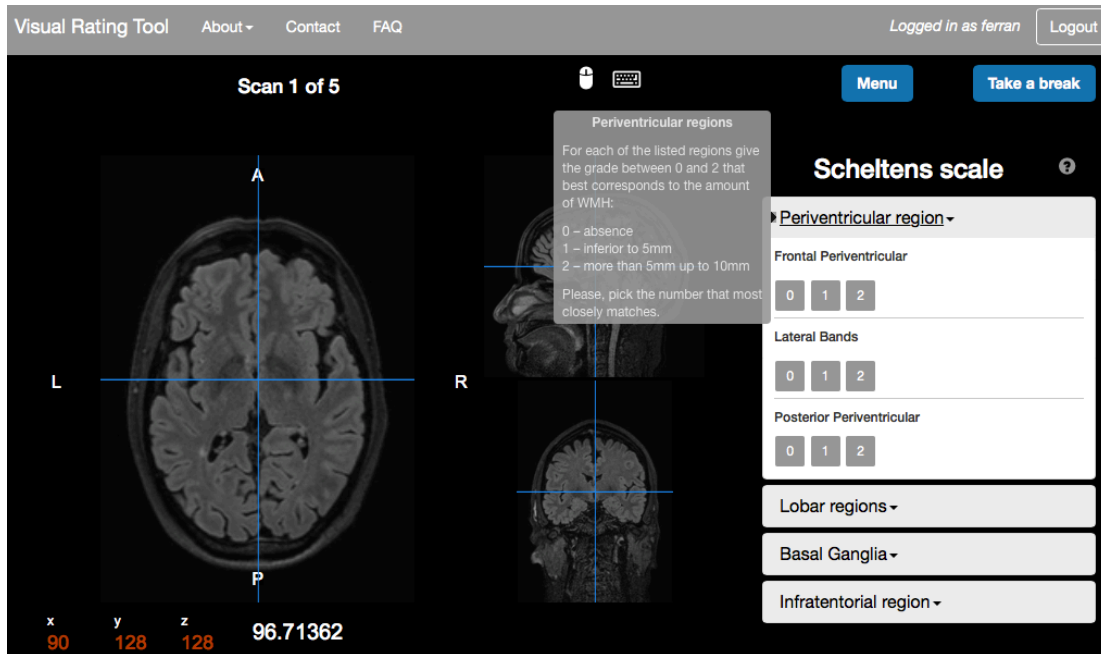 Visual Rating Tool About Contact FAQ Logged in as ferran Logout
Scan 1 of 5
Menu Take a break
Periventricular regions
For each of the listed regions give
the grade between 0 and 2 that
best corresponds to the amount
of WMH:
0 – absence
1 – inferior to 5mm
2 – more than 5mm up to 10mm
Please, pick the number that most
closely matches.
A
L
R
P
Scheltens scale ?
Periventricular region
Frontal Periventricular
0 1 2
Lateral Bands
0 1 2
Posterior Periventricular
0 1 2
Lobar regions
Basal Ganglia
Infratentorial region
x y z
90 128 128 96.71362